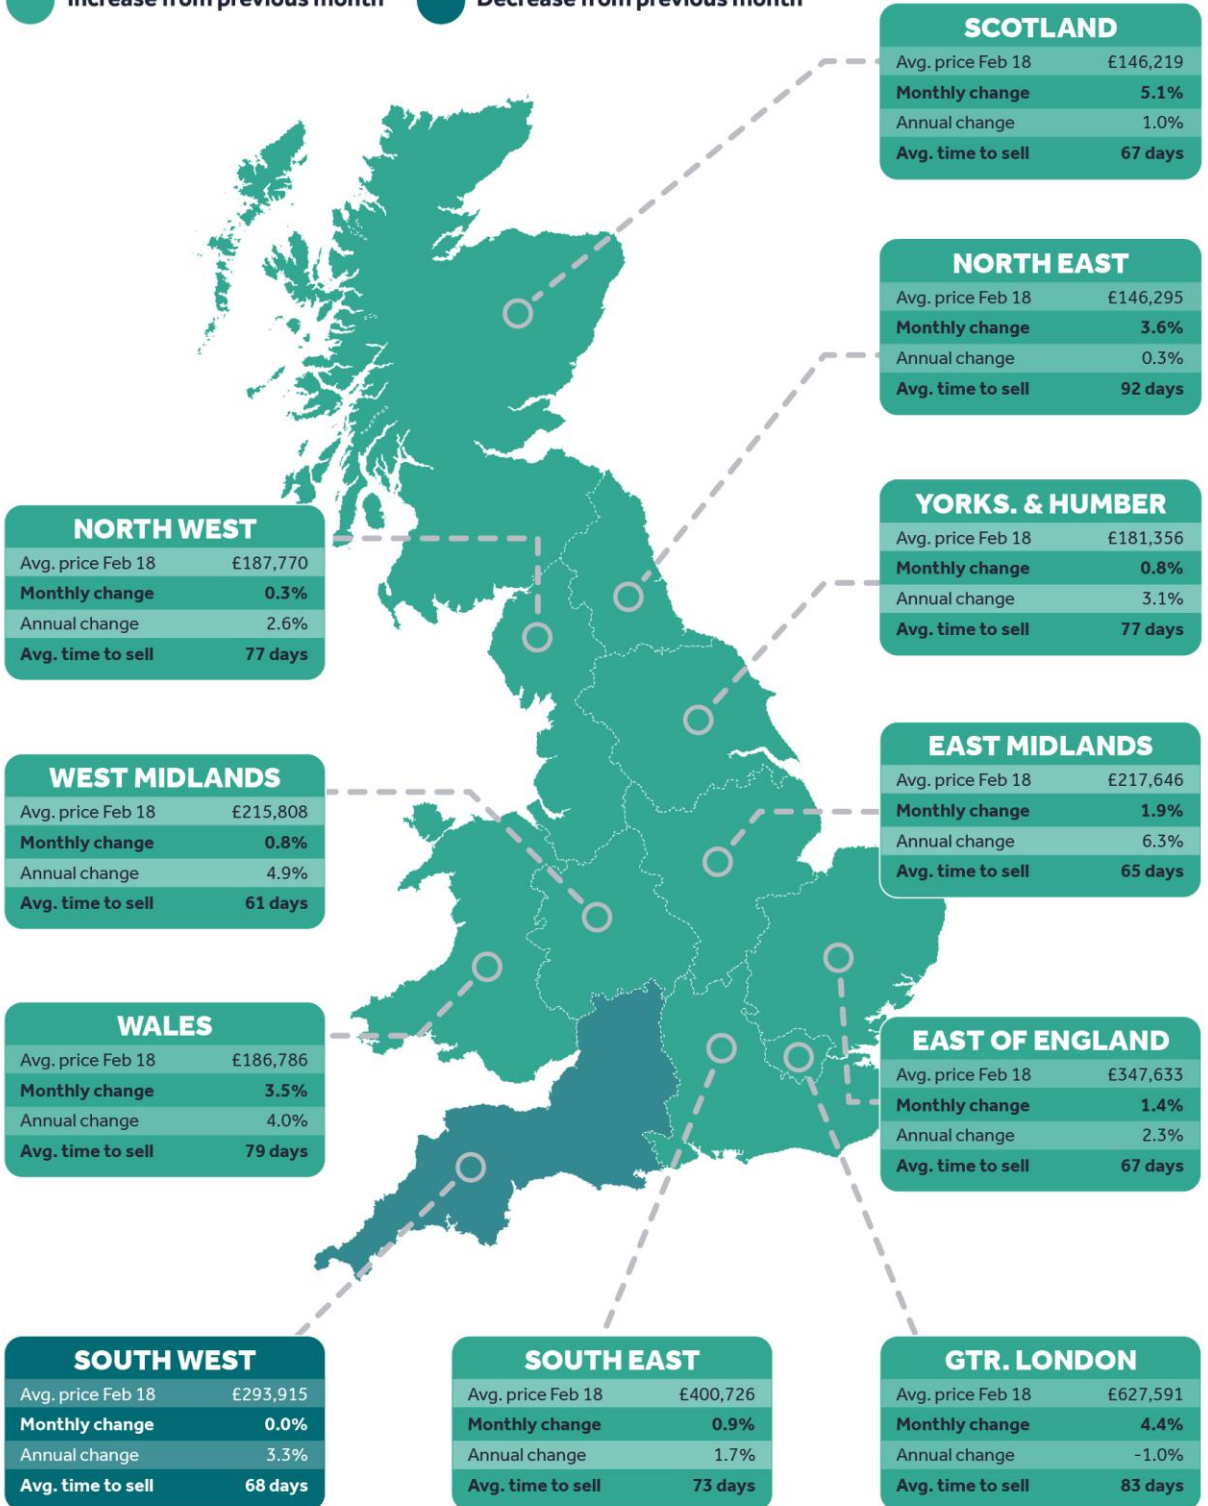 Increase from previous month Decrease from previous month
SCOTLAND
Avg. price Feb 18 £146,219
Monthly change 5.1%
Annual change 1.0%
Avg. time to sell 67 days
NORTH EAST
Avg. price Feb 18 £146,295
Monthly change 3.6%
Annual change 0.3%
Avg. time to sell 92 days
NORTH WEST
Avg. price Feb 18 £187,770
Monthly change 0.3%
Annual change 2.6%
Avg. time to sell 77 days
YORKS. & HUMBER
Avg. price Feb 18 £181,356
Monthly change 0.8%
Annual change 3.1%
Avg. time to sell 77 days
WEST MIDLANDS
Avg. price Feb 18 £215,808
Monthly change 0.8%
Annual change 4.9%
Avg. time to sell 61 days
EAST MIDLANDS
Avg. price Feb 18 £217,646
Monthly change 1.9%
Annual change 6.3%
Avg. time to sell 65 days
WALES
Avg. price Feb 18 £186,786
Monthly change 3.5%
Annual change 4.0%
Avg. time to sell 79 days
EAST OF ENGLAND
Avg. price Feb 18 £347,633
Monthly change 1.4%
Annual change 2.3%
Avg. time to sell 67 days
SOUTH WEST
Avg. price Feb 18 £293,915
Monthly change 0.0%
Annual change 3.3%
Avg. time to sell 68 days
SOUTH EAST
Avg. price Feb 18 £400,726
Monthly change 0.9%
Annual change 1.7%
Avg. time to sell 73 days
GTR. LONDON
Avg. price Feb 18 £627,591
Monthly change 4.4%
Annual change -1.0%
Avg. time to sell 83 days